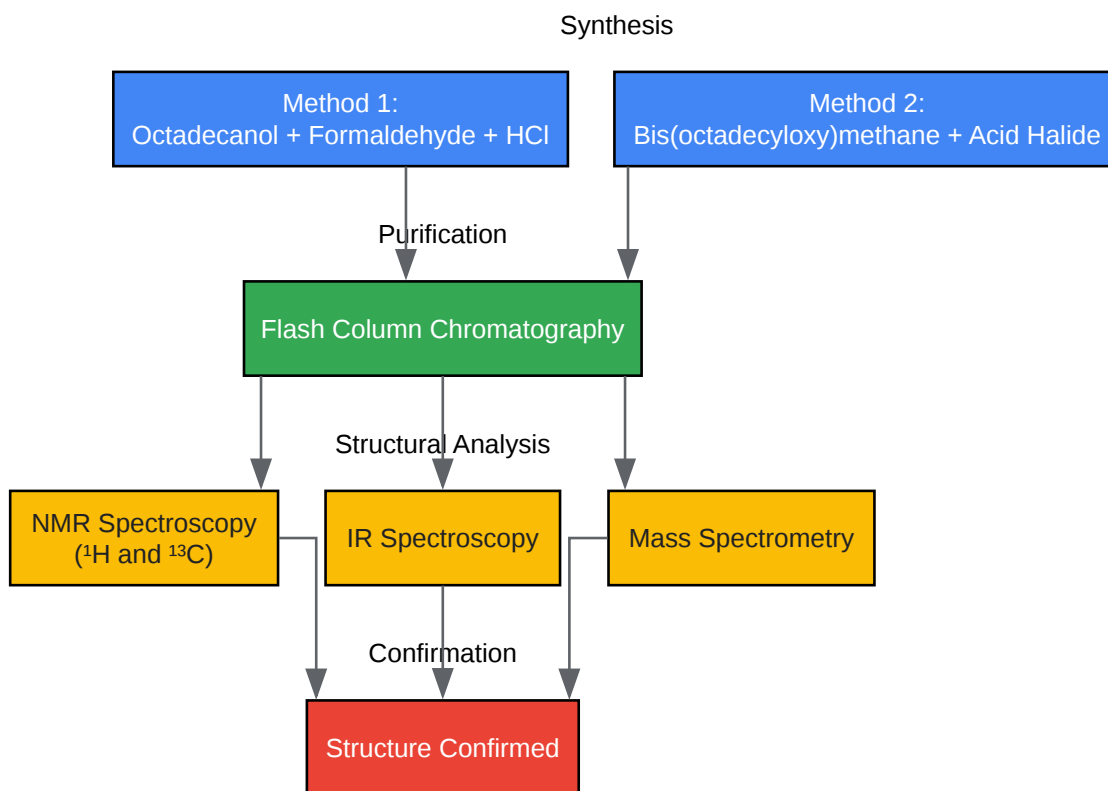 Synthesis
Method 1:
Octadecanol + Formaldehyde + HCl
Method 2:
Bis(octadecyloxy)methane + Acid Halide
Purification
Flash Column Chromatography
Structural Analysis
NMR Spectroscopy
(¹H and ¹³C)
IR Spectroscopy
Mass Spectrometry
Confirmation
Structure Confirmed